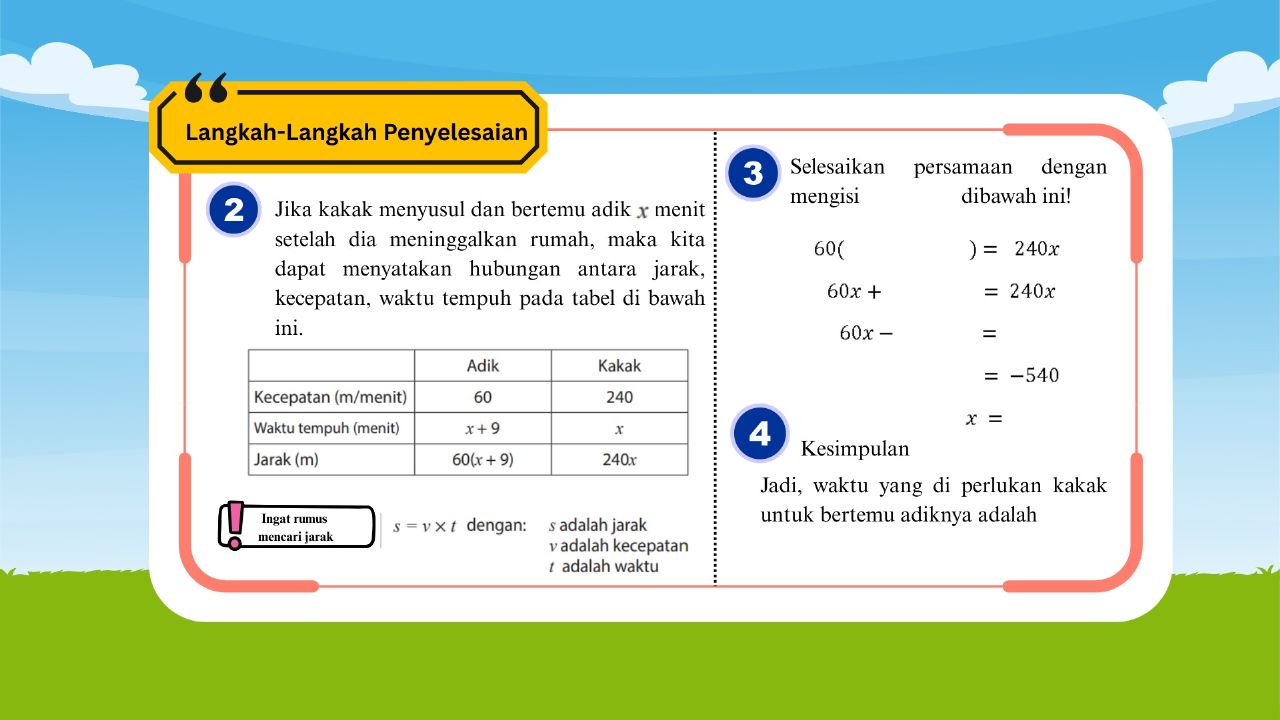 Langkah-Langkah Penyelesaian
2
Jika kakak menyusul dan bertemu adik x menit
setelah dia meninggalkan rumah, maka kita
dapat menyatakan hubungan antara jarak,
kecepatan, waktu tempuh pada tabel di bawah
ini.
Adik Kakak
Kecepatan (m/menit) 60 240
Waktu tempuh (menit) x + 9 x
Jarak (m) 60(x + 9) 240x
Ingat rumus
mencari jarak
s = v × t dengan: s adalah jarak
v adalah kecepatan
t adalah waktu
3
Selesaikan persamaan dengan
mengisi dibawah ini!
60( ) = 240x
60x + = 240x
60x − =
= −540
x =
4
Kesimpulan
Jadi, waktu yang di perlukan kakak
untuk bertemu adiknya adalah